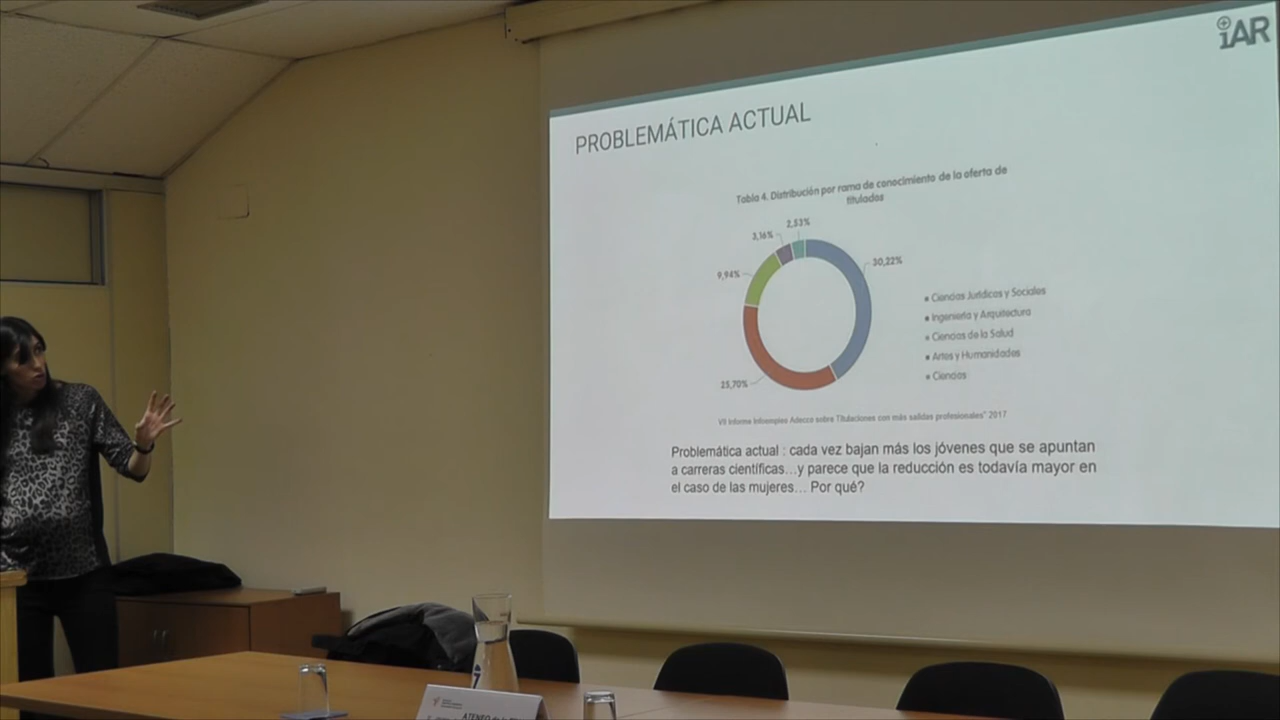 iAR
PROBLEMÁTICA ACTUAL
Tabla 4. Distribución por rama de conocimiento de la oferta de
titulados
2,53%
3,16%
9,94%
30,22%
25,70%
Ciencias Jurídicas y Sociales
Ingeniería y Arquitectura
Ciencias de la Salud
Artes y Humanidades
Ciencias
VII Informe Infoempleo Adecco sobre Titulaciones con más salidas profesionales" 2017
Problemática actual : cada vez bajan más los jóvenes que se apuntan
a carreras científicas…y parece que la reducción es todavía mayor en
el caso de las mujeres… Por qué?
ATENEO de la